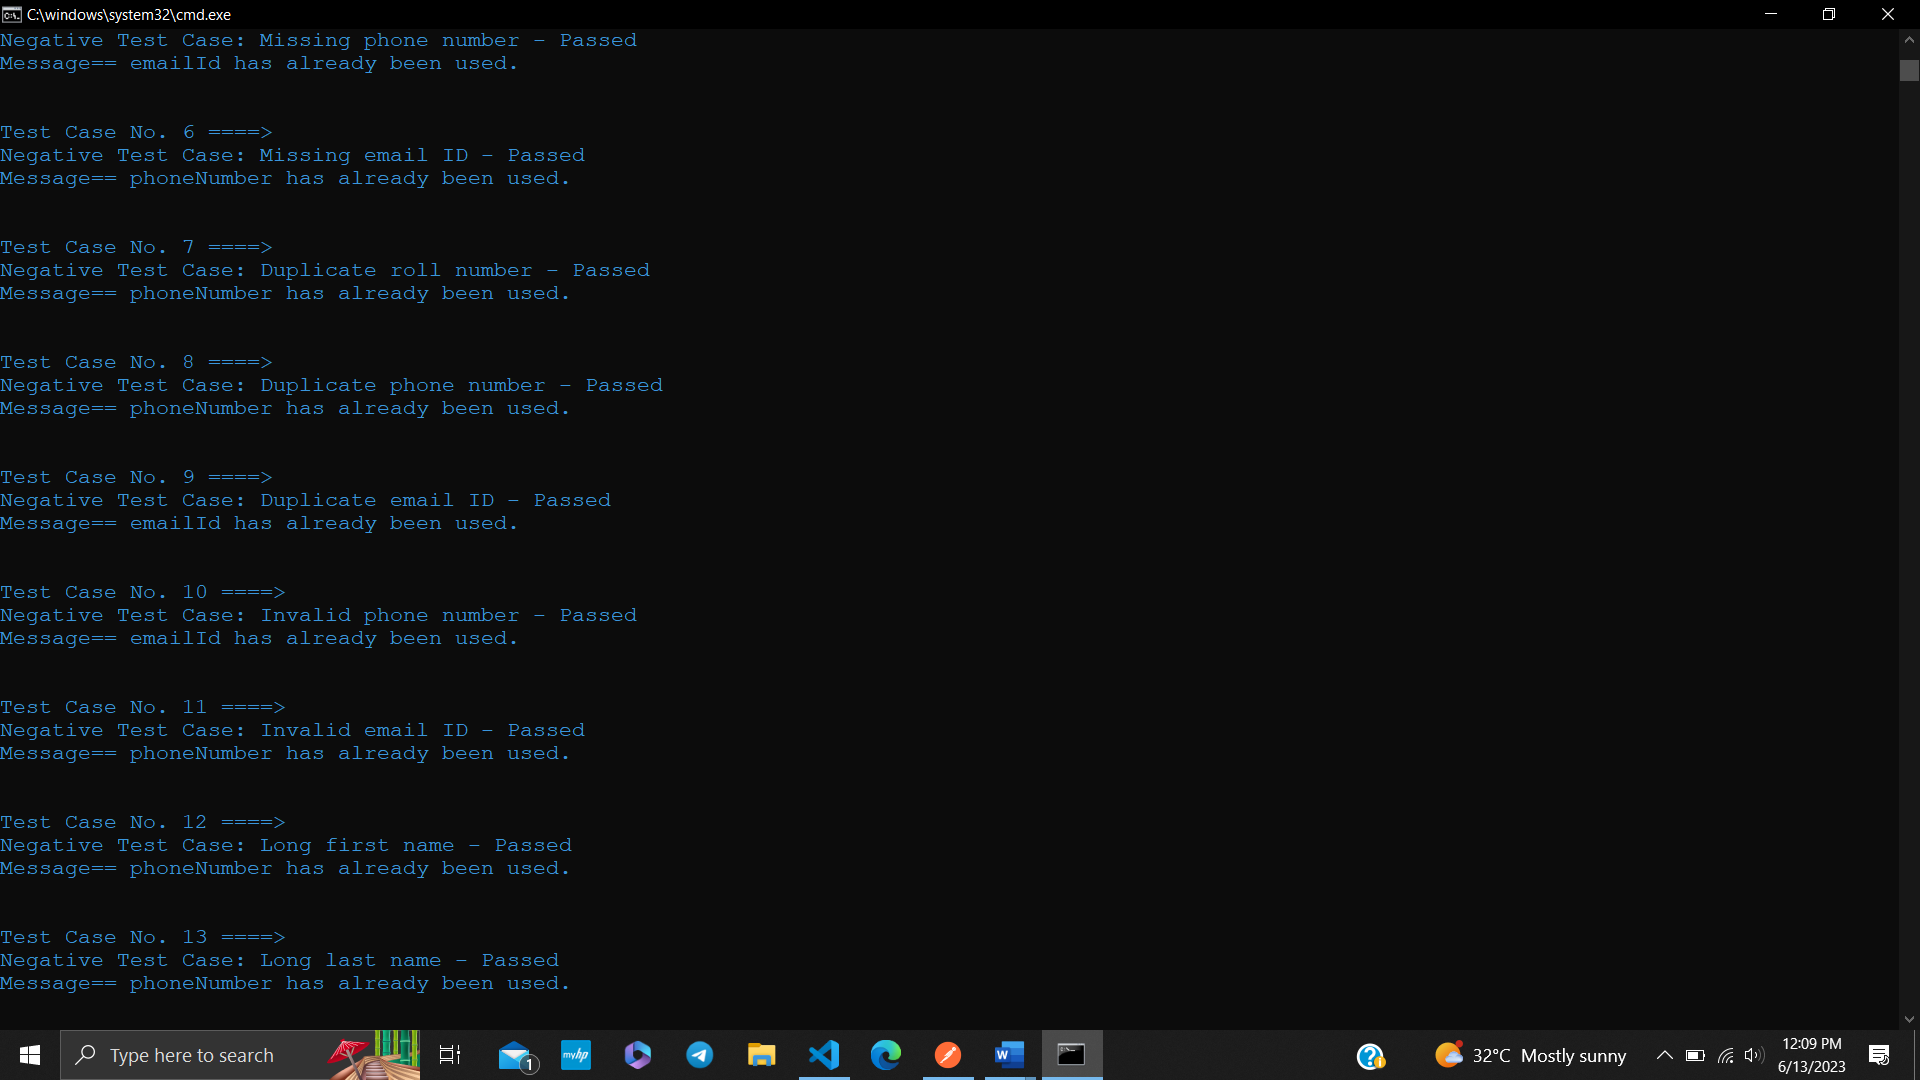 C:\windows\system32\cmd.exe
Negative Test Case: Missing phone number - Passed
Message== emailId has already been used.
Test Case No. 6 ====>
Negative Test Case: Missing email ID - Passed
Message== phoneNumber has already been used.
Test Case No. 7 ====>
Negative Test Case: Duplicate roll number - Passed
Message== phoneNumber has already been used.
Test Case No. 8 ====>
Negative Test Case: Duplicate phone number - Passed
Message== phoneNumber has already been used.
Test Case No. 9 ====>
Negative Test Case: Duplicate email ID - Passed
Message== emailId has already been used.
Test Case No. 10 ====>
Negative Test Case: Invalid phone number - Passed
Message== emailId has already been used.
Test Case No. 11 ====>
Negative Test Case: Invalid email ID - Passed
Message== phoneNumber has already been used.
Test Case No. 12 ====>
Negative Test Case: Long first name - Passed
Message== phoneNumber has already been used.
Test Case No. 13 ====>
Negative Test Case: Long last name - Passed
Message== phoneNumber has already been used.
Type here to search
1
myhp
W
32°C Mostly sunny
12:09 PM
6/13/2023